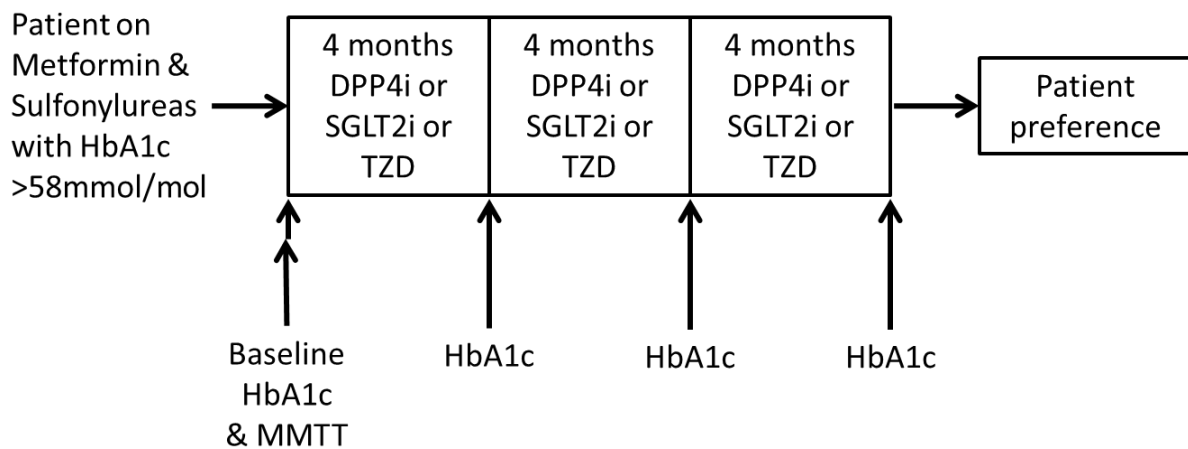 Patient on
Metformin &
Sulfonylureas
with HbA1c
>58mmol/mol
4 months
DPP4i or
SGLT2i or
TZD
4 months
DPP4i or
SGLT2i or
TZD
4 months
DPP4i or
SGLT2i or
TZD
Patient
preference
Baseline
HbA1c
& MMTT
HbA1c
HbA1c
HbA1c